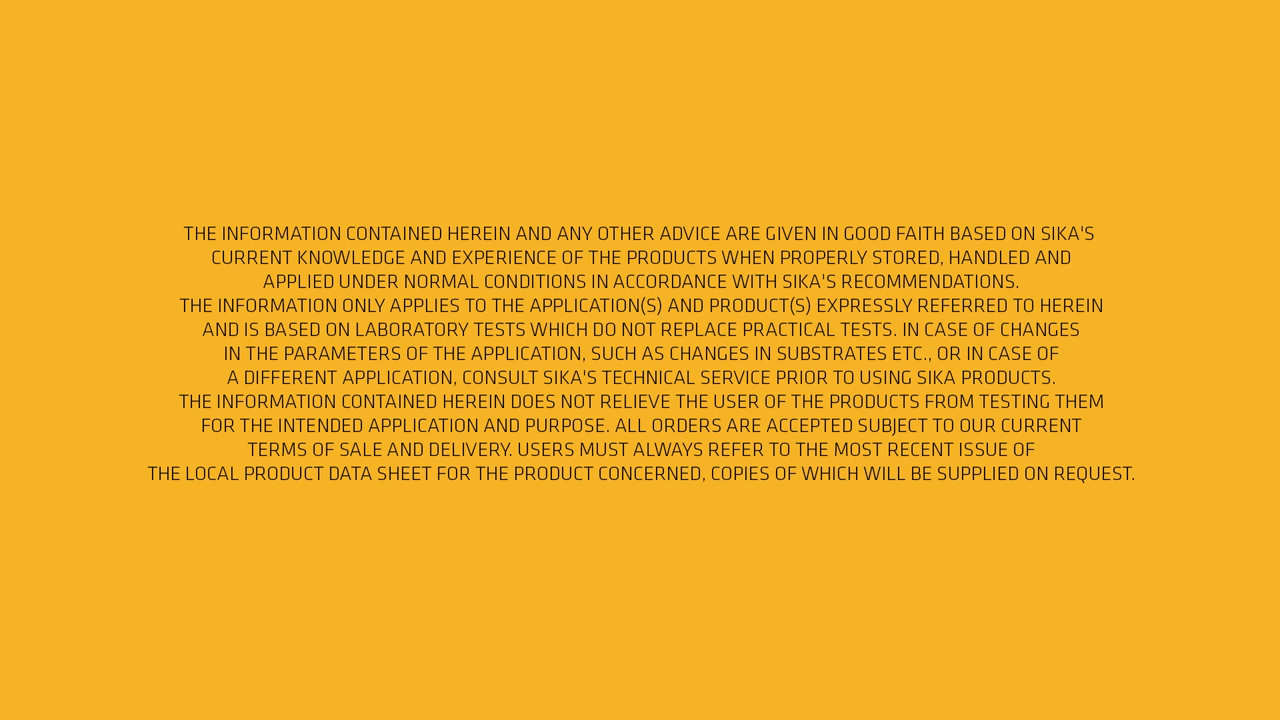 THE INFORMATION CONTAINED HEREIN AND ANY OTHER ADVICE ARE GIVEN IN GOOD FAITH BASED ON SIKA'S
CURRENT KNOWLEDGE AND EXPERIENCE OF THE PRODUCTS WHEN PROPERLY STORED, HANDLED AND
APPLIED UNDER NORMAL CONDITIONS IN ACCORDANCE WITH SIKA'S RECOMMENDATIONS.
THE INFORMATION ONLY APPLIES TO THE APPLICATION(S) AND PRODUCT(S) EXPRESSLY REFERRED TO HEREIN
AND IS BASED ON LABORATORY TESTS WHICH DO NOT REPLACE PRACTICAL TESTS. IN CASE OF CHANGES
IN THE PARAMETERS OF THE APPLICATION, SUCH AS CHANGES IN SUBSTRATES ETC., OR IN CASE OF
A DIFFERENT APPLICATION, CONSULT SIKA'S TECHNICAL SERVICE PRIOR TO USING SIKA PRODUCTS.
THE INFORMATION CONTAINED HEREIN DOES NOT RELIEVE THE USER OF THE PRODUCTS FROM TESTING THEM
FOR THE INTENDED APPLICATION AND PURPOSE. ALL ORDERS ARE ACCEPTED SUBJECT TO OUR CURRENT
TERMS OF SALE AND DELIVERY. USERS MUST ALWAYS REFER TO THE MOST RECENT ISSUE OF
THE LOCAL PRODUCT DATA SHEET FOR THE PRODUCT CONCERNED, COPIES OF WHICH WILL BE SUPPLIED ON REQUEST.